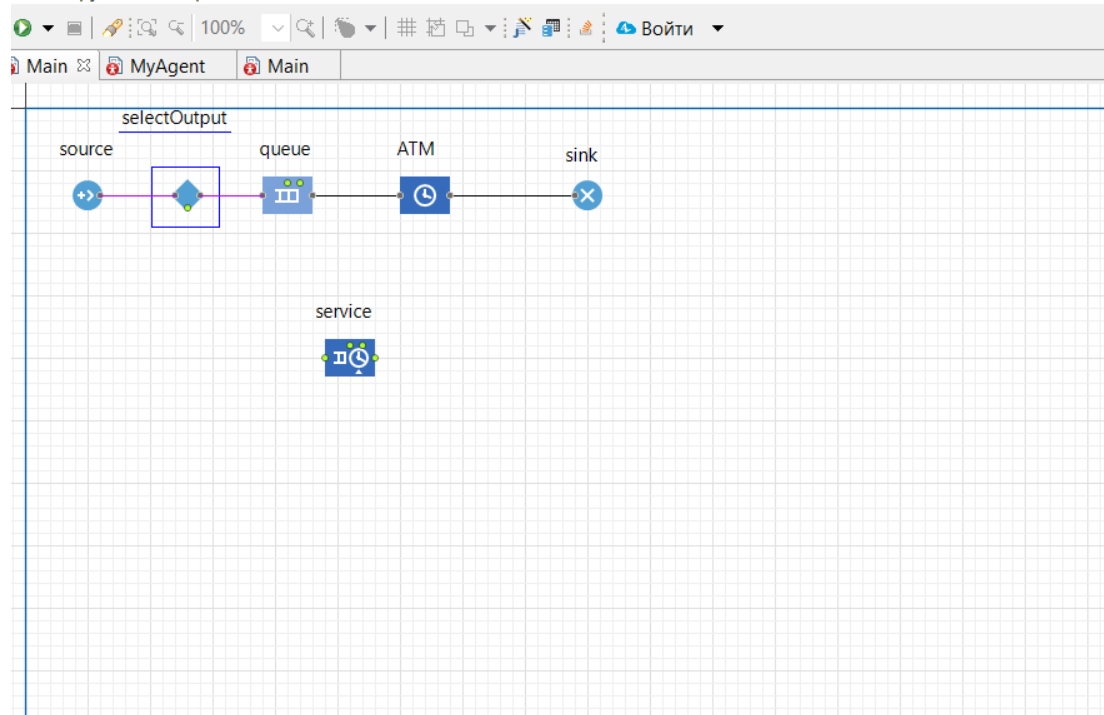 100% Войти
Main MyAgent Main
selectOutput
source queue ATM sink
service